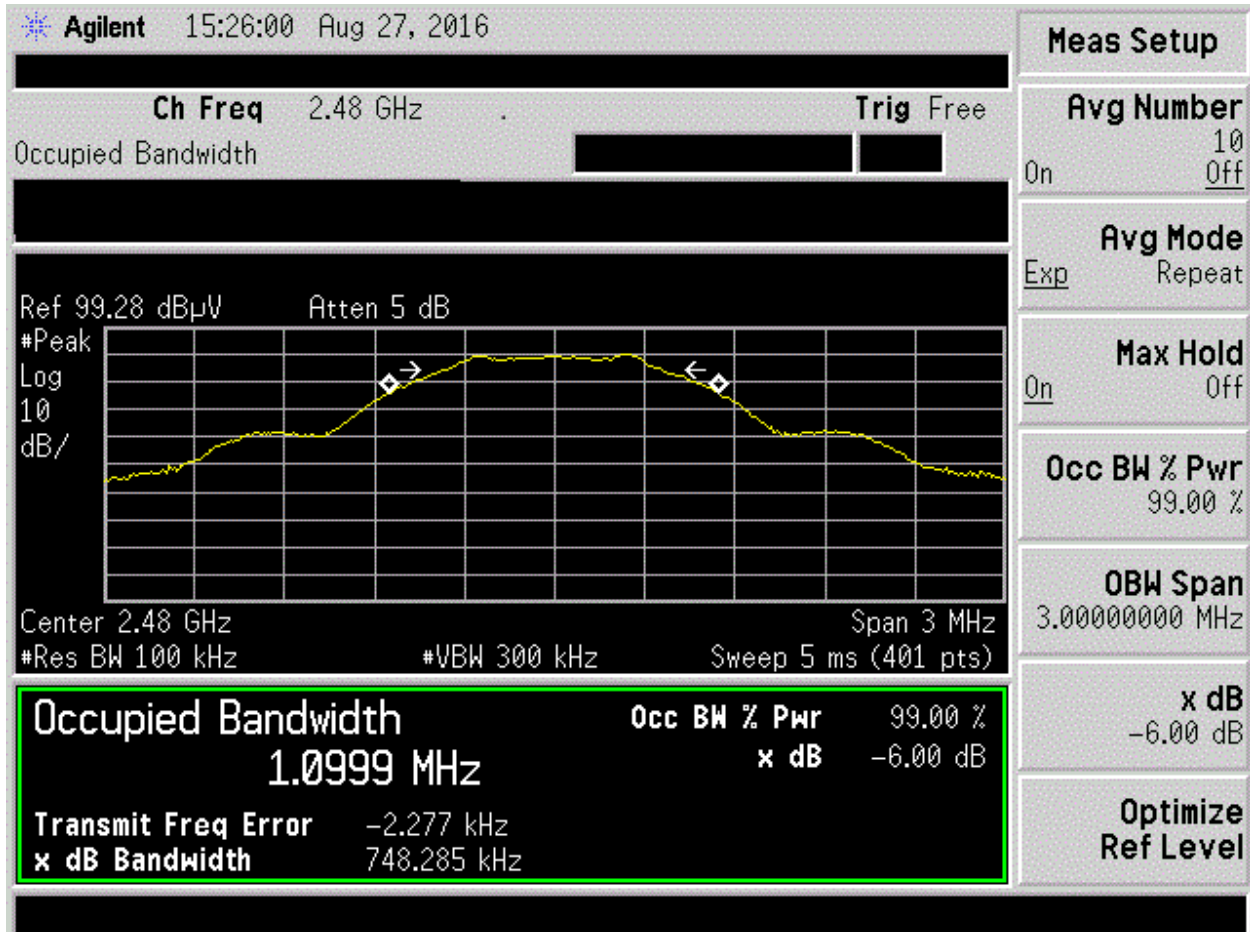 Agilent 15:26:00 Aug 27, 2016
Ch Freq 2.48 GHz . Trig Free
Occupied Bandwidth
Ref 99.28 dBµV Atten 5 dB
#Peak
Log
10
dB/
Center 2.48 GHz Span 3 MHz
#Res BW 100 kHz #VBW 300 kHz Sweep 5 ms (401 pts)
Occupied Bandwidth Occ BW % Pwr 99.00 %
1.0999 MHz x dB -6.00 dB
Transmit Freq Error -2.277 kHz
x dB Bandwidth 748.285 kHz
Meas Setup
Avg Number
10
On Off
Avg Mode
Exp Repeat
Max Hold
On Off
Occ BW % Pwr
99.00 %
OBW Span
3.00000000 MHz
x dB
-6.00 dB
Optimize
Ref Level